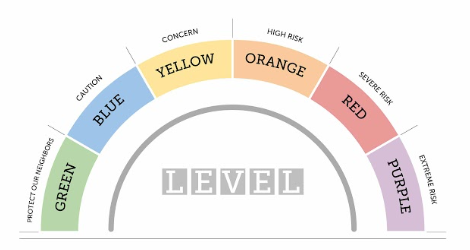 PROTECT OUR NEIGHBORS
GREEN
CAUTION
BLUE
CONCERN
YELLOW
HIGH RISK
ORANGE
SEVERE RISK
RED
EXTREME RISK
PURPLE
LEVEL